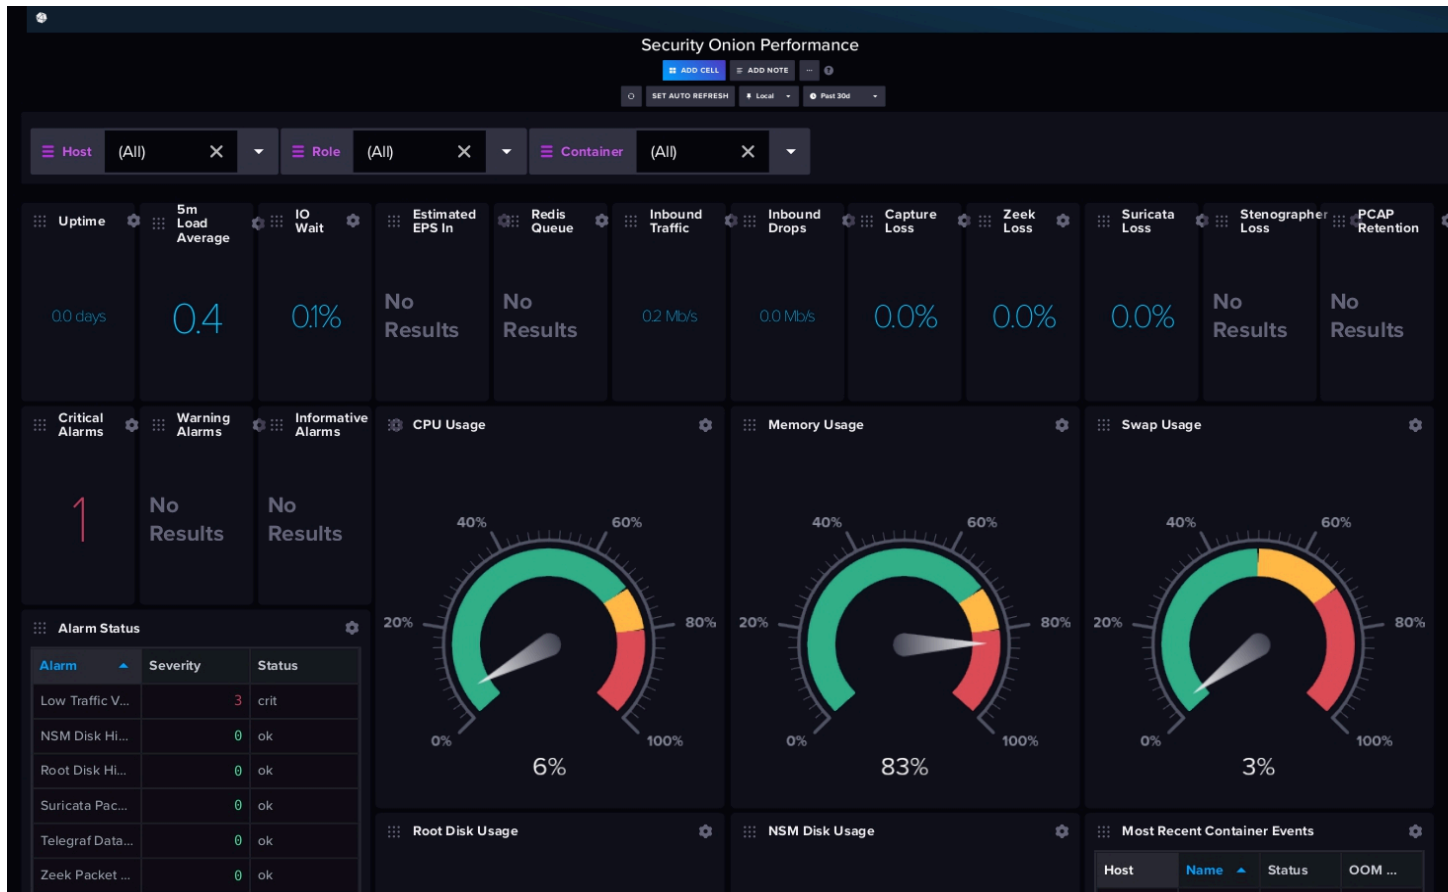 Security Onion Performance
ADD CELL ADD NOTE
SET AUTO REFRESH Local Past 30d
Host (All) Role (All) Container (All)
Uptime
5m Load Average
IO Wait
Estimated EPS In
Redis Queue
Inbound Traffic
Inbound Drops
Capture Loss
Zeek Loss
Suricata Loss
Stenographer Loss
PCAP Retention
0.0 days
0.4
0.1%
No Results
No Results
0.2 Mb/s
0.0 Mb/s
0.0%
0.0%
0.0%
No Results
No Results
Critical Alarms
Warning Alarms
Informative Alarms
1
No Results
No Results
CPU Usage
0%
20%
40%
60%
80%
100%
6%
Memory Usage
0%
20%
40%
60%
80%
100%
83%
Swap Usage
0%
20%
40%
60%
80%
100%
3%
Alarm Status
Alarm Severity Status
Low Traffic V... 3 crit
NSM Disk Hi... 0 ok
Root Disk Hi... 0 ok
Suricata Pac... 0 ok
Telegraf Data... 0 ok
Zeek Packet ... 0 ok
Root Disk Usage
NSM Disk Usage
Most Recent Container Events
Host Name Status OOM ...